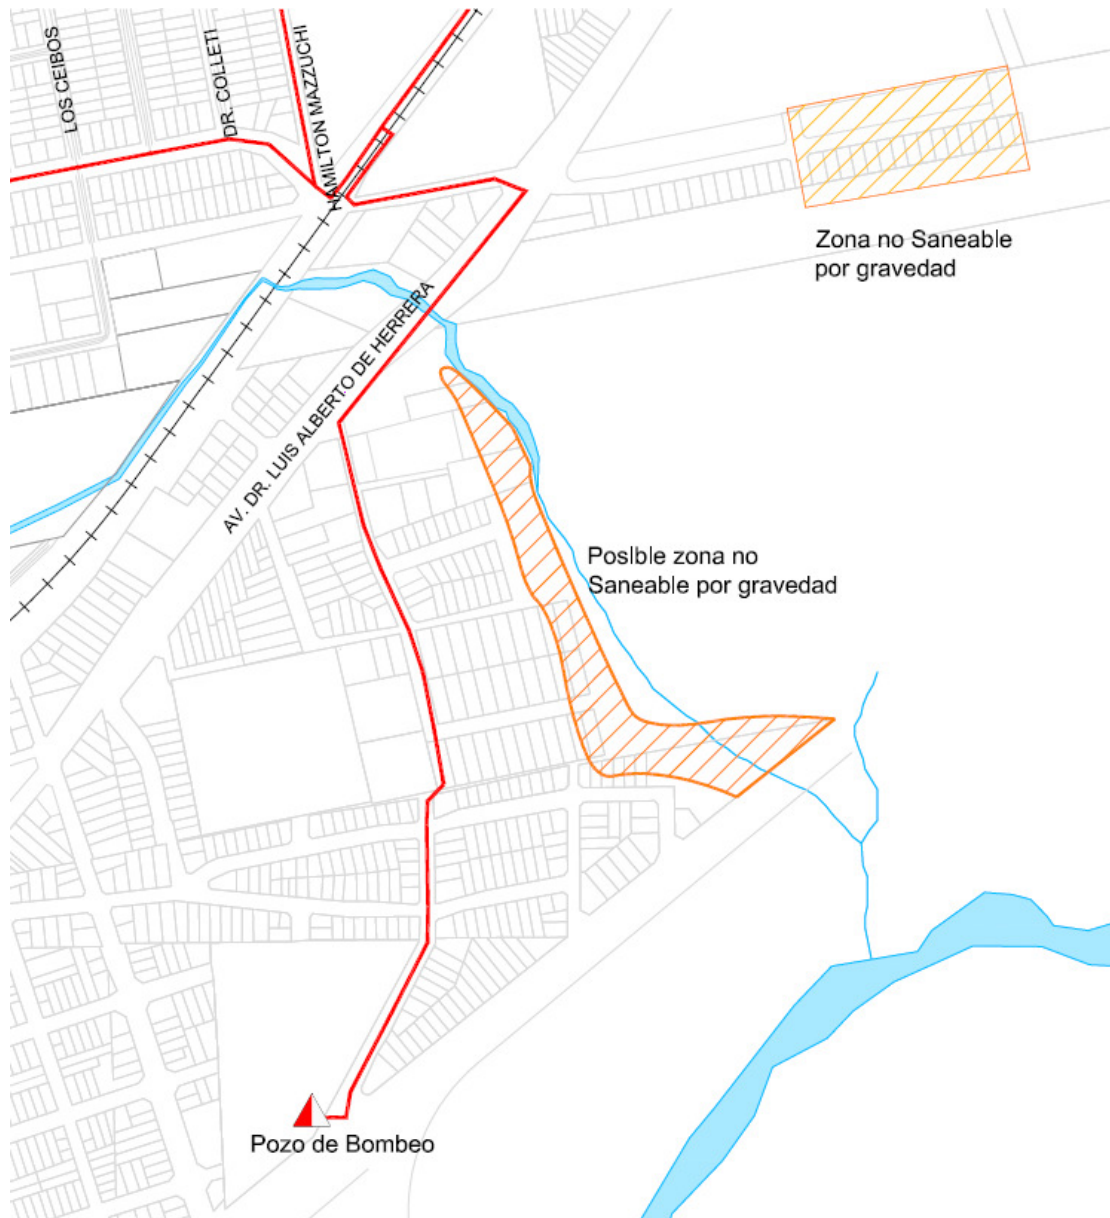 LOS CEIBOS
DR. COLLETI
HAMILTON MAZZUCHI
Zona no Saneable
por gravedad
AV. DR. LUIS ALBERTO DE HERRERA
PosIble zona no
Saneable por gravedad
Pozo de Bombeo